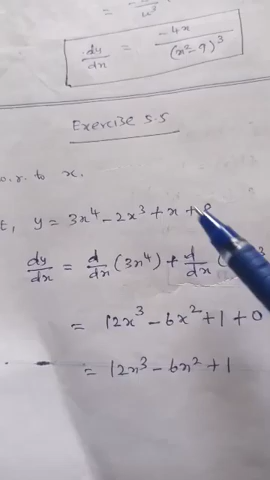 dy/dx = -4x / (x²-9)³
Exercise 5.5
w.r. to x.
t, y = 3x⁴ - 2x³ + x +
dy/dx = d/dx (3x⁴) + d/dx (
= 12x³ - 6x² + 1 + 0
= 12x³ - 6x² + 1